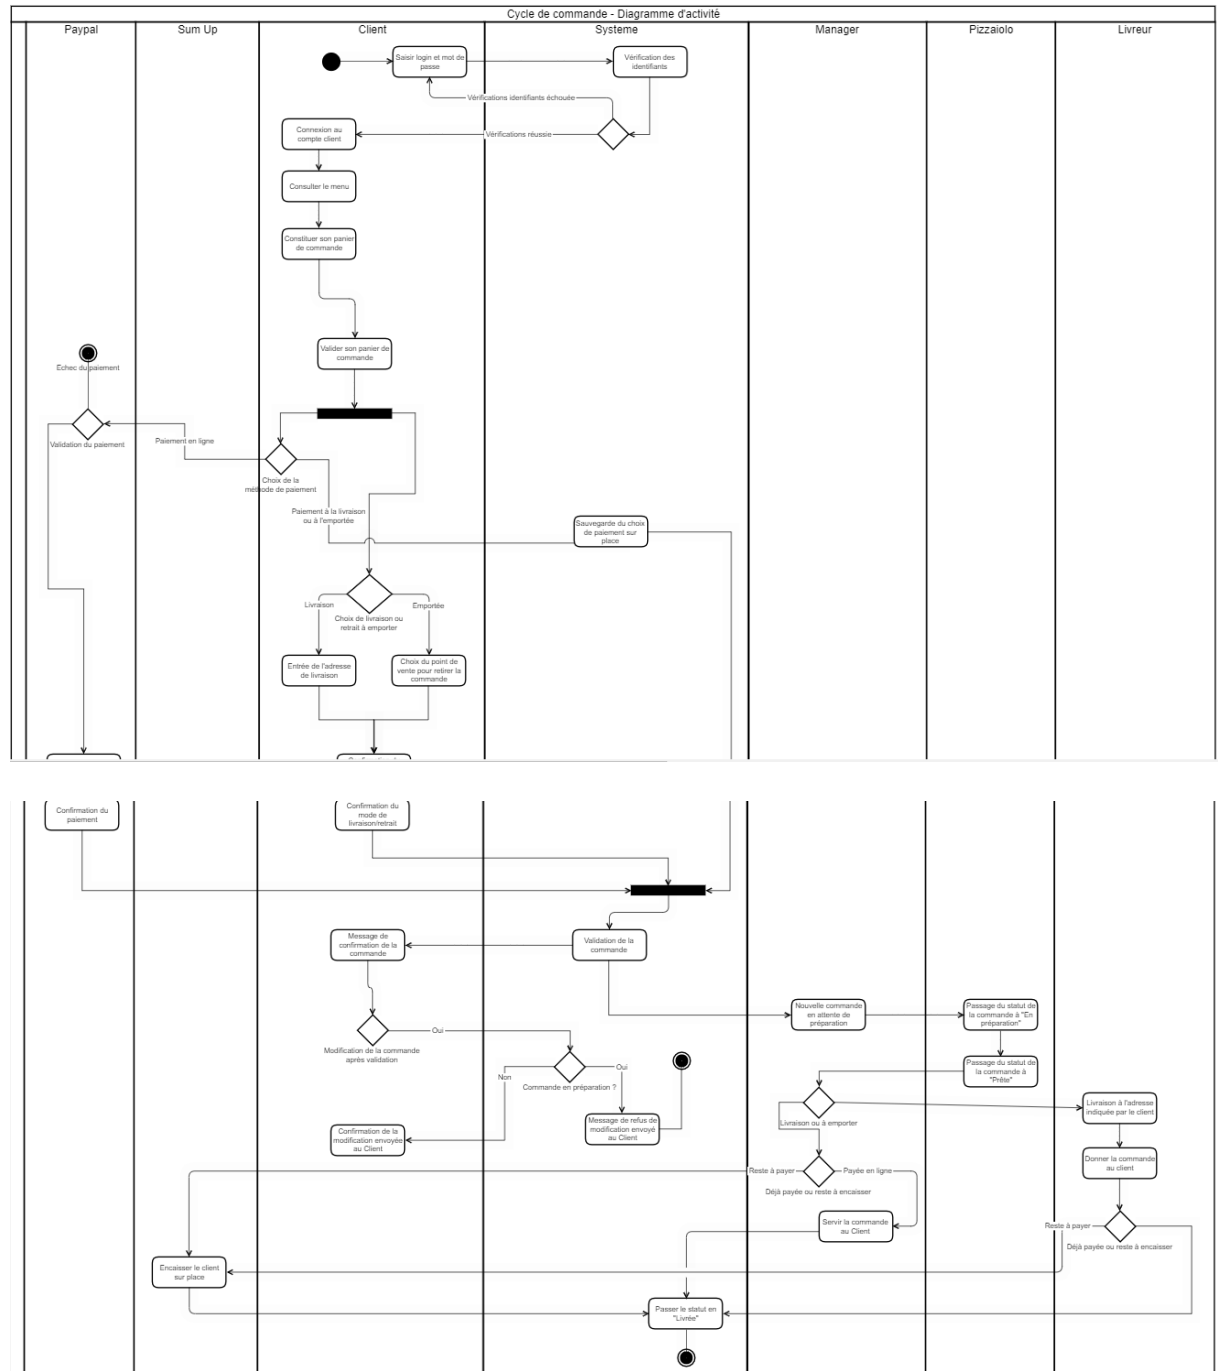 Cycle de commande - Diagramme d'activité
Paypal
Sum Up
Client
Systeme
Manager
Pizzaiolo
Livreur
Saisir login et mot de
passe
Vérification des
identifiants
Vérifications identifiants échouée
Connexion au
compte client
Vérifications réussie
Consulter le menu
Constituer son panier
de commande
Valider son panier de
commande
Echec du paiement
Validation du paiement
Paiement en ligne
Choix de la
méthode de paiement
Paiement à la livraison
ou à l'emportée
Sauvegarde du choix
de paiement sur
place
Livraison
Emportée
Choix de livraison ou
retrait à emporter
Entrée de l'adresse
de livraison
Choix du point de
vente pour retirer la
commande
Confirmation du
paiement
Confirmation du
mode de
livraison/retrait
Message de
confirmation de la
commande
Validation de la
commande
Nouvelle commande
en attente de
préparation
Passage du statut de
la commande à "En
préparation"
Oui
Modification de la commande
après validation
Non
Oui
Commande en préparation ?
Passage du statut de
la commande à
"Prête"
Confirmation de la
modification envoyée
au Client
Message de refus de
modification envoyé
au Client
Livraison ou à emporter
Livraison à l'adresse
indiquée par le client
Donner la commande
au client
Reste à payer
Payée en ligne
Déjà payée ou reste à encaisser
Servir la commande
au Client
Reste à payer
Déjà payée ou reste à encaisser
Encaisser le client
sur place
Passer le statut en
"Livrée"